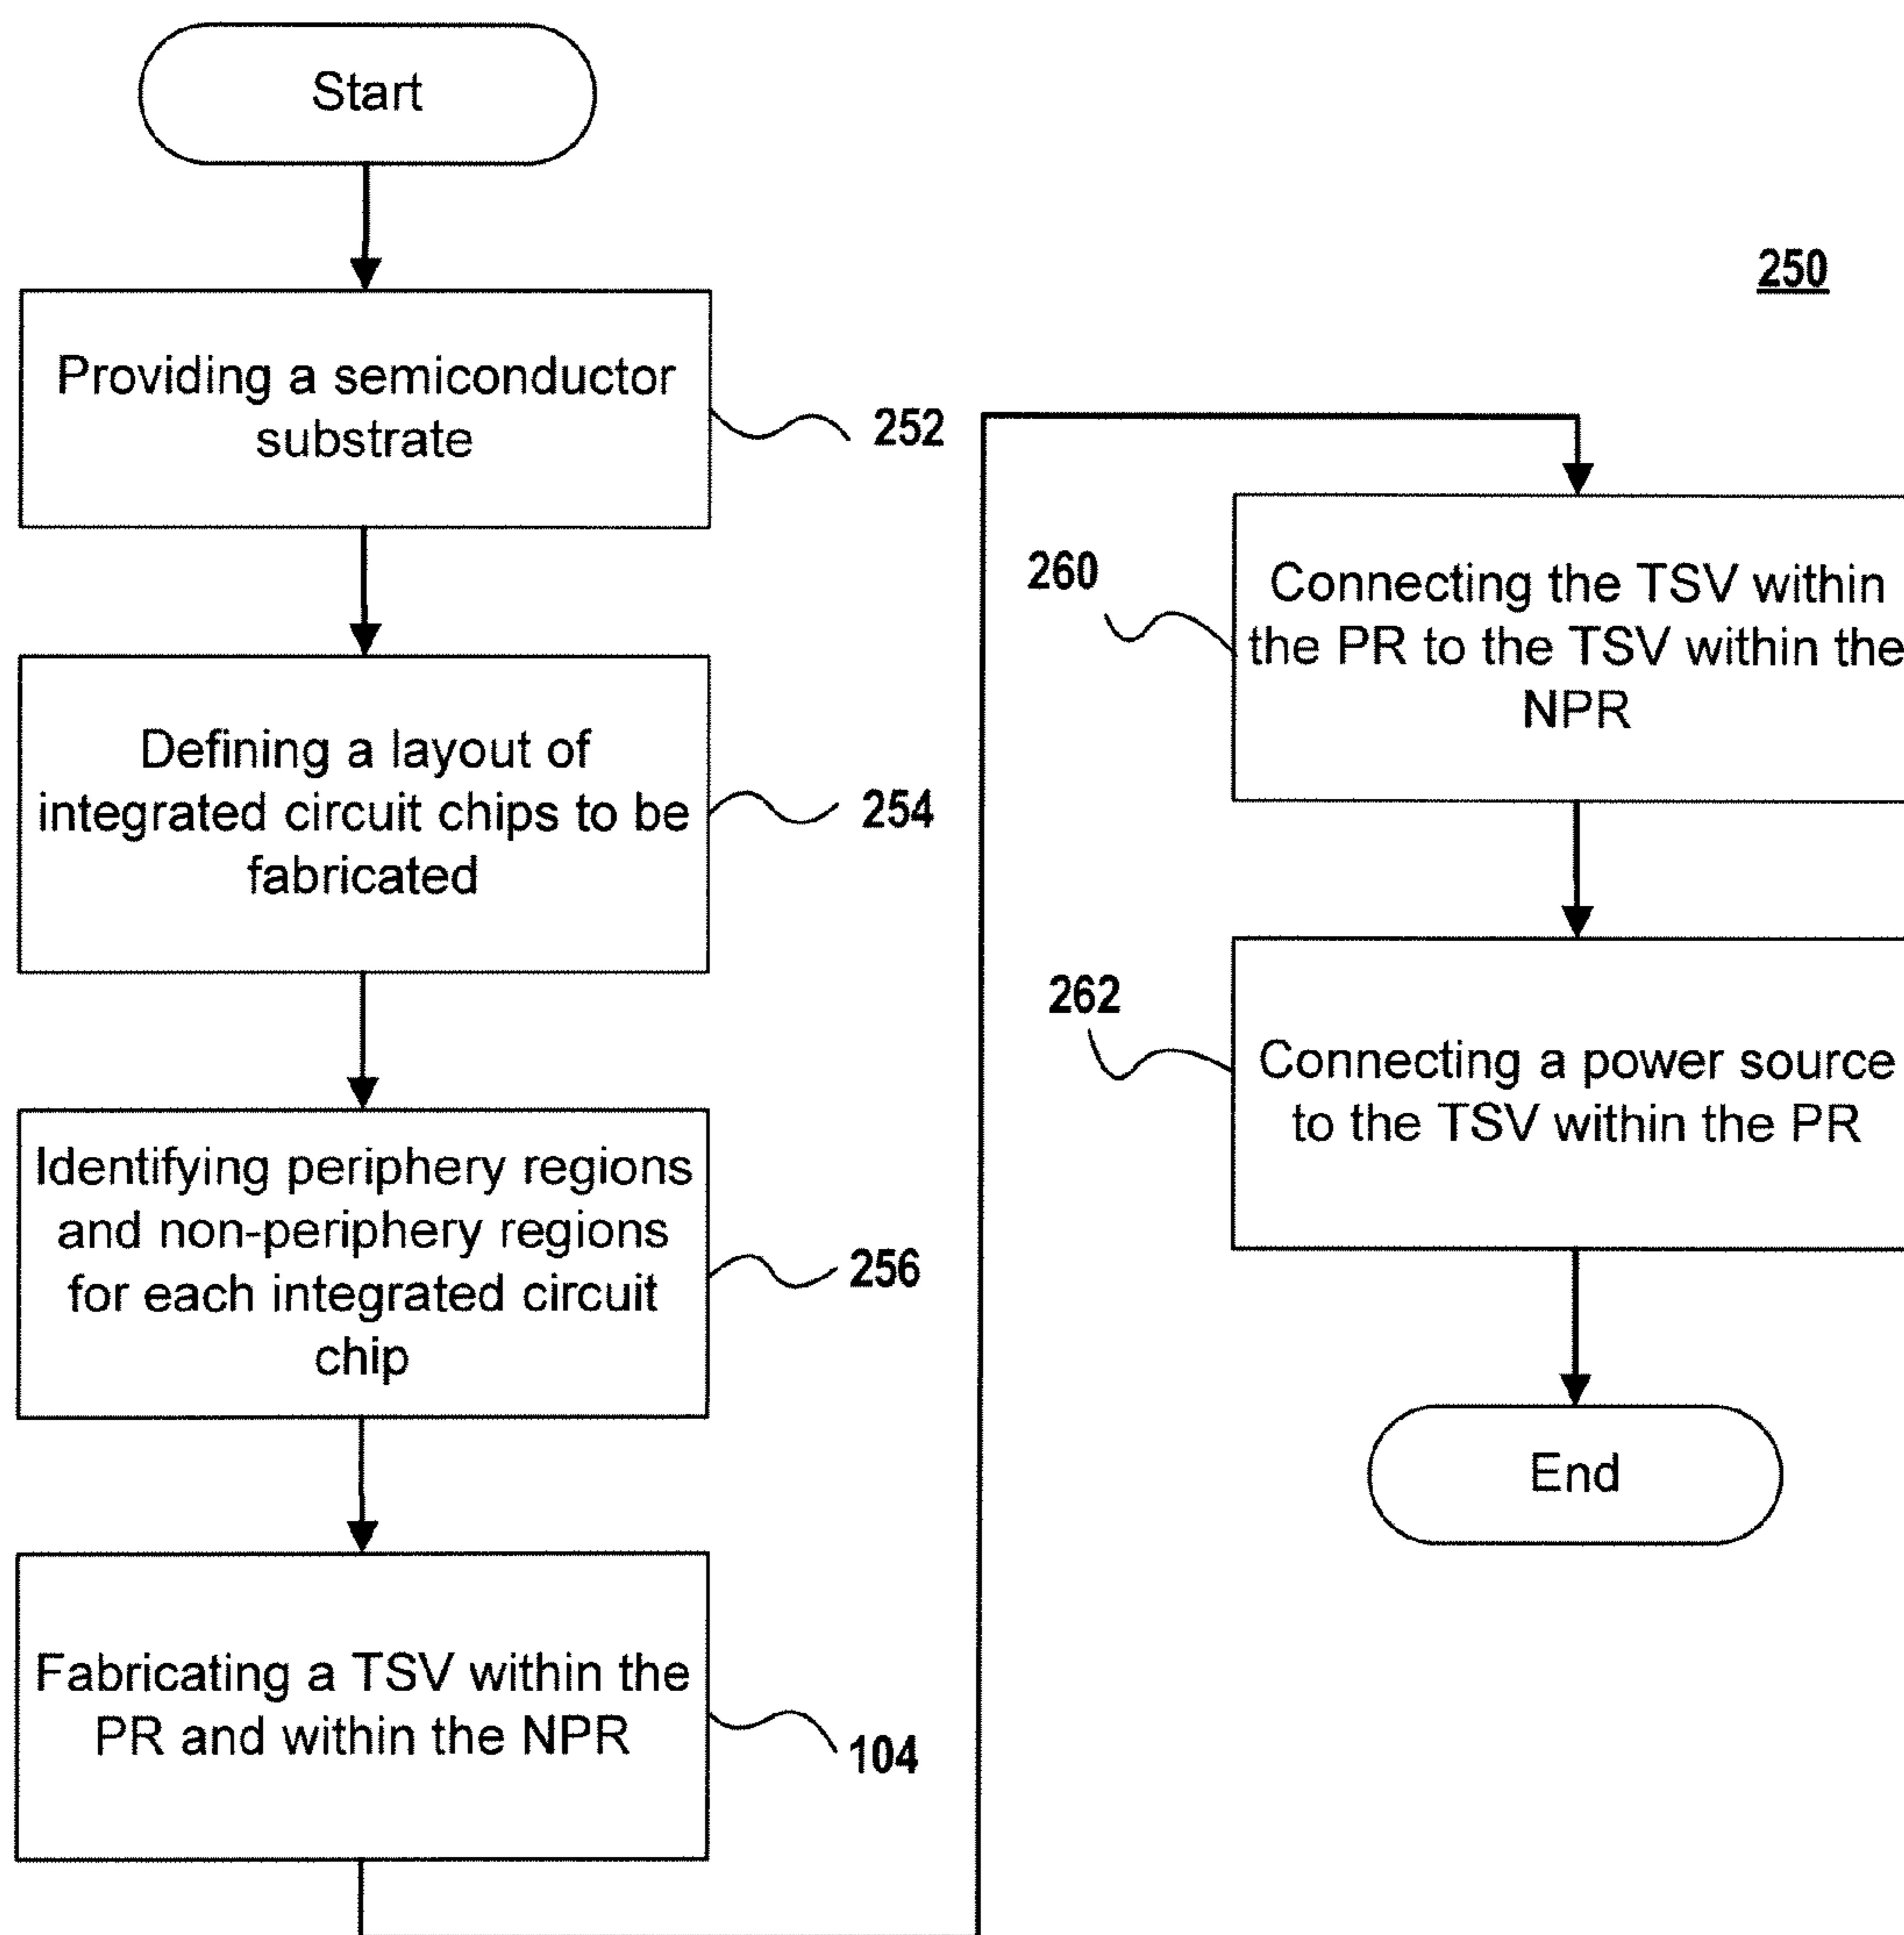 Start
250
Providing a semiconductor
substrate
252
Defining a layout of
integrated circuit chips to be
fabricated
254
Identifying periphery regions
and non-periphery regions
for each integrated circuit
chip
256
Fabricating a TSV within the
PR and within the NPR
104
260
Connecting the TSV within
the PR to the TSV within the
NPR
262
Connecting a power source
to the TSV within the PR
End